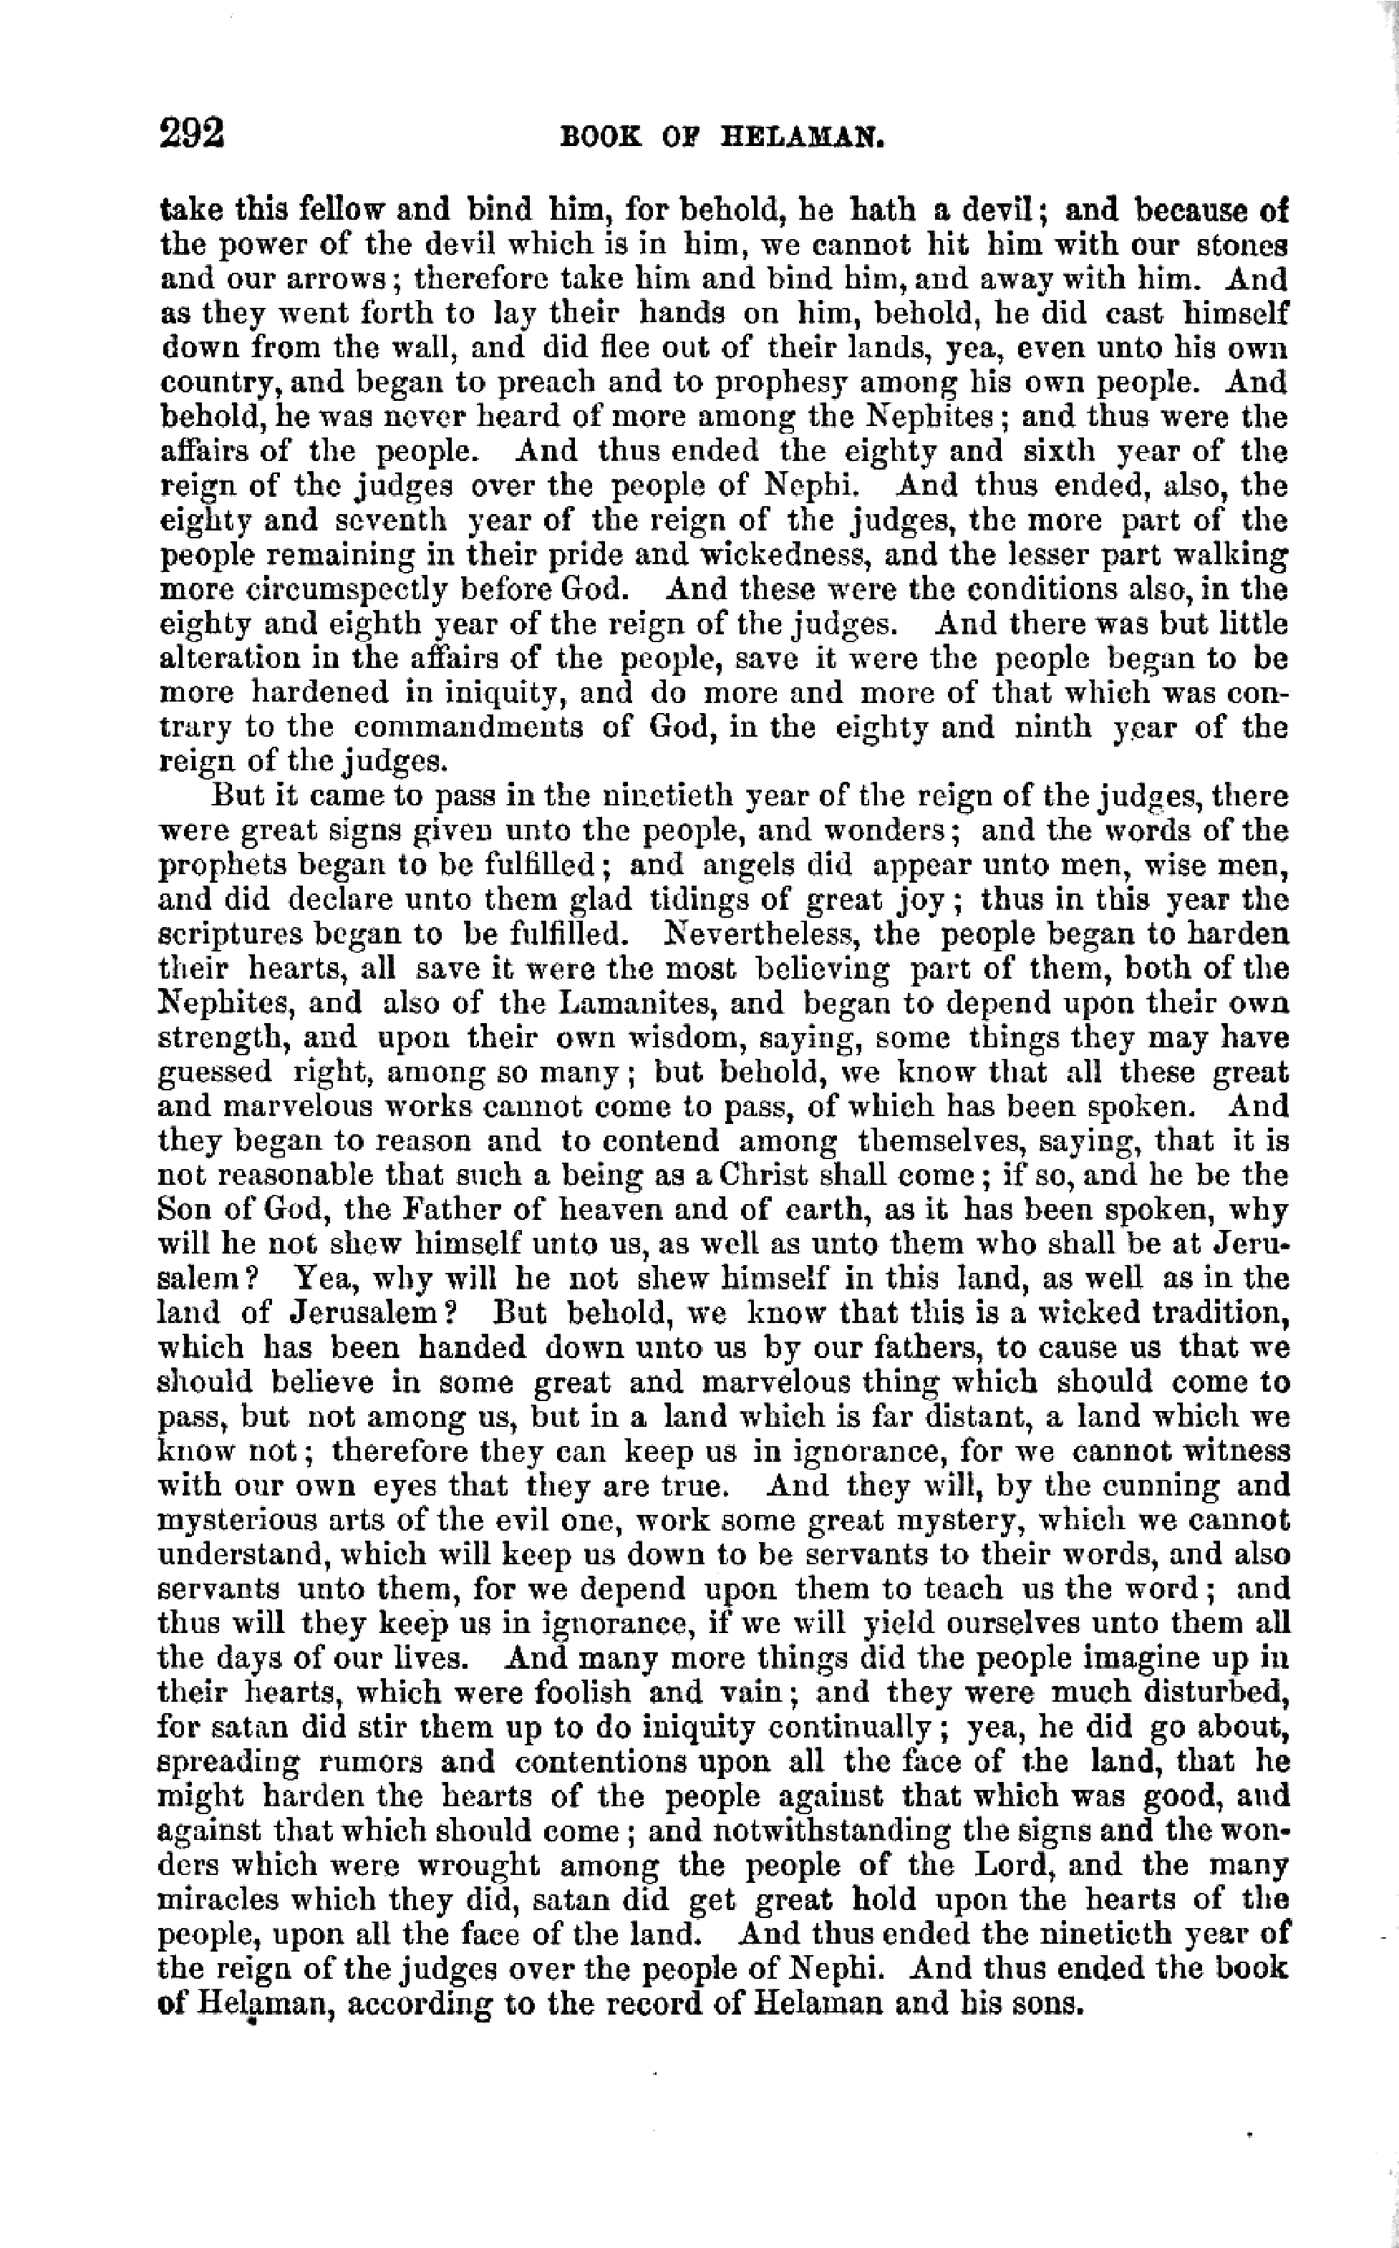 292 BOOK OF HELAMAN.
take this fellow and bind him, for behold, he hath a devil; and because of
the power of the devil which is in him, we cannot hit him with our stones
and our arrows; therefore take him and bind him, and away with him. And
as they went forth to lay their hands on him, behold, he did cast himself
down from the wall, and did flee out of their lands, yea, even unto his own
country, and began to preach and to prophesy among his own people. And
behold, he was never heard of more among the Nephites; and thus were the
affairs of the people. And thus ended the eighty and sixth year of the
reign of the judges over the people of Nephi. And thus ended, also, the
eighty and seventh year of the reign of the judges, the more part of the
people remaining in their pride and wickedness, and the lesser part walking
more circumspectly before God. And these were the conditions also, in the
eighty and eighth year of the reign of the judges. And there was but little
alteration in the affairs of the people, save it were the people began to be
more hardened in iniquity, and do more and more of that which was con-
trary to the commandments of God, in the eighty and ninth year of the
reign of the judges.
But it came to pass in the ninetieth year of the reign of the judges, there
were great signs given unto the people, and wonders; and the words of the
prophets began to be fulfilled; and angels did appear unto men, wise men,
and did declare unto them glad tidings of great joy; thus in this year the
scriptures began to be fulfilled. Nevertheless, the people began to harden
their hearts, all save it were the most believing part of them, both of the
Nephites, and also of the Lamanites, and began to depend upon their own
strength, and upon their own wisdom, saying, some things they may have
guessed right, among so many; but behold, we know that all these great
and marvelous works cannot come to pass, of which has been spoken. And
they began to reason and to contend among themselves, saying, that it is
not reasonable that such a being as a Christ shall come; if so, and he be the
Son of God, the Father of heaven and of earth, as it has been spoken, why
will he not shew himself unto us, as well as unto them who shall be at Jeru-
salem? Yea, why will he not shew himself in this land, as well as in the
land of Jerusalem? But behold, we know that this is a wicked tradition,
which has been handed down unto us by our fathers, to cause us that we
should believe in some great and marvelous thing which should come to
pass, but not among us, but in a land which is far distant, a land which we
know not; therefore they can keep us in ignorance, for we cannot witness
with our own eyes that they are true. And they will, by the cunning and
mysterious arts of the evil one, work some great mystery, which we cannot
understand, which will keep us down to be servants to their words, and also
servants unto them, for we depend upon them to teach us the word; and
thus will they keep us in ignorance, if we will yield ourselves unto them all
the days of our lives. And many more things did the people imagine up in
their hearts, which were foolish and vain; and they were much disturbed,
for satan did stir them up to do iniquity continually; yea, he did go about,
spreading rumors and contentions upon all the face of the land, that he
might harden the hearts of the people against that which was good, and
against that which should come; and notwithstanding the signs and the won-
ders which were wrought among the people of the Lord, and the many
miracles which they did, satan did get great hold upon the hearts of the
people, upon all the face of the land. And thus ended the ninetieth year of
the reign of the judges over the people of Nephi. And thus ended the book
of Helaman, according to the record of Helaman and his sons.